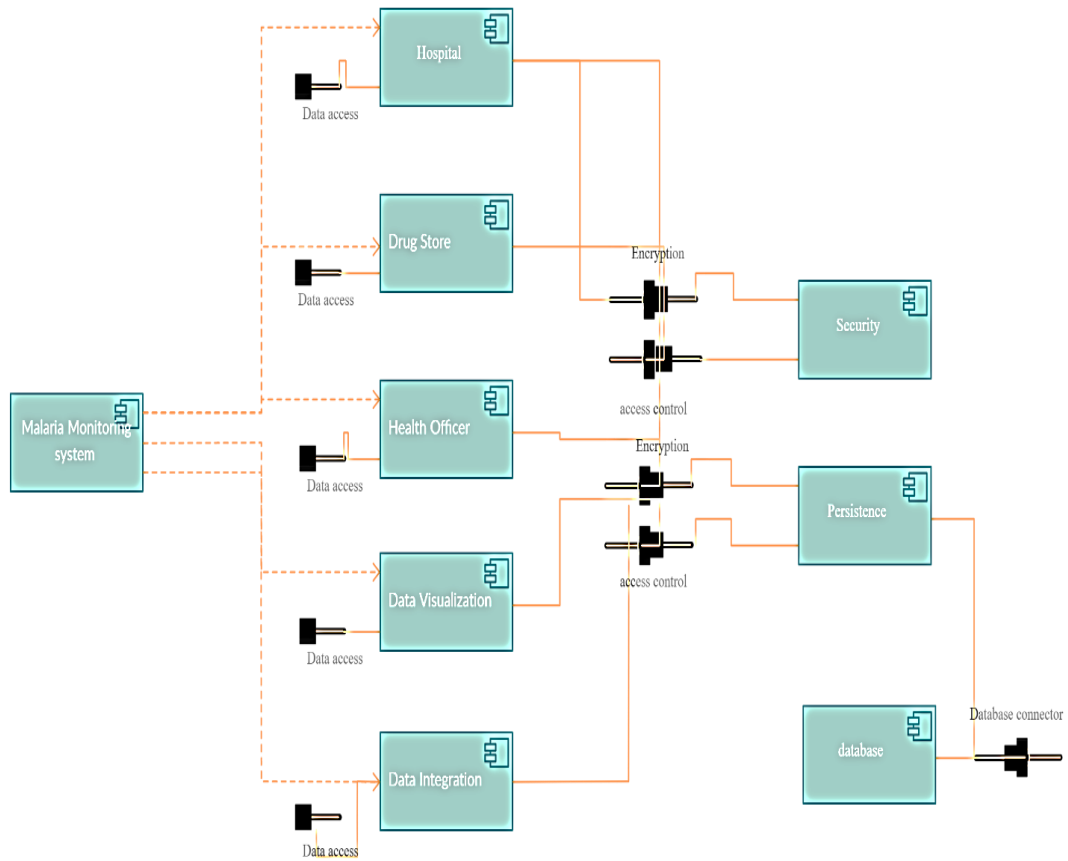 Hospital
Data access
Drug Store
Data access
Encryption
Security
access control
Malaria Monitoring
system
Health Officer
Data access
Encryption
Persistence
access control
Data Visualization
Data access
Database connector
database
Data Integration
Data access